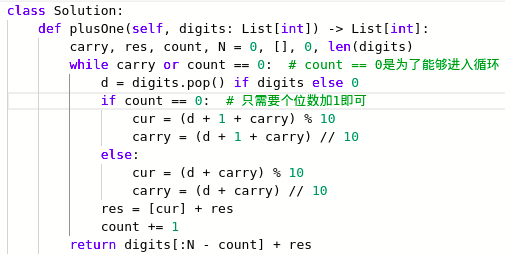 class Solution:
    def plusOne(self, digits: List[int]) -> List[int]:
        carry, res, count, N = 0, [], 0, len(digits)
        while carry or count == 0:  # count == 0是为了能够进入循环
            d = digits.pop() if digits else 0
            if count == 0:  # 只需要个位数加1即可
                cur = (d + 1 + carry) % 10
                carry = (d + 1 + carry) // 10
            else:
                cur = (d + carry) % 10
                carry = (d + carry) // 10
            res = [cur] + res
            count += 1
        return digits[:N - count] + res